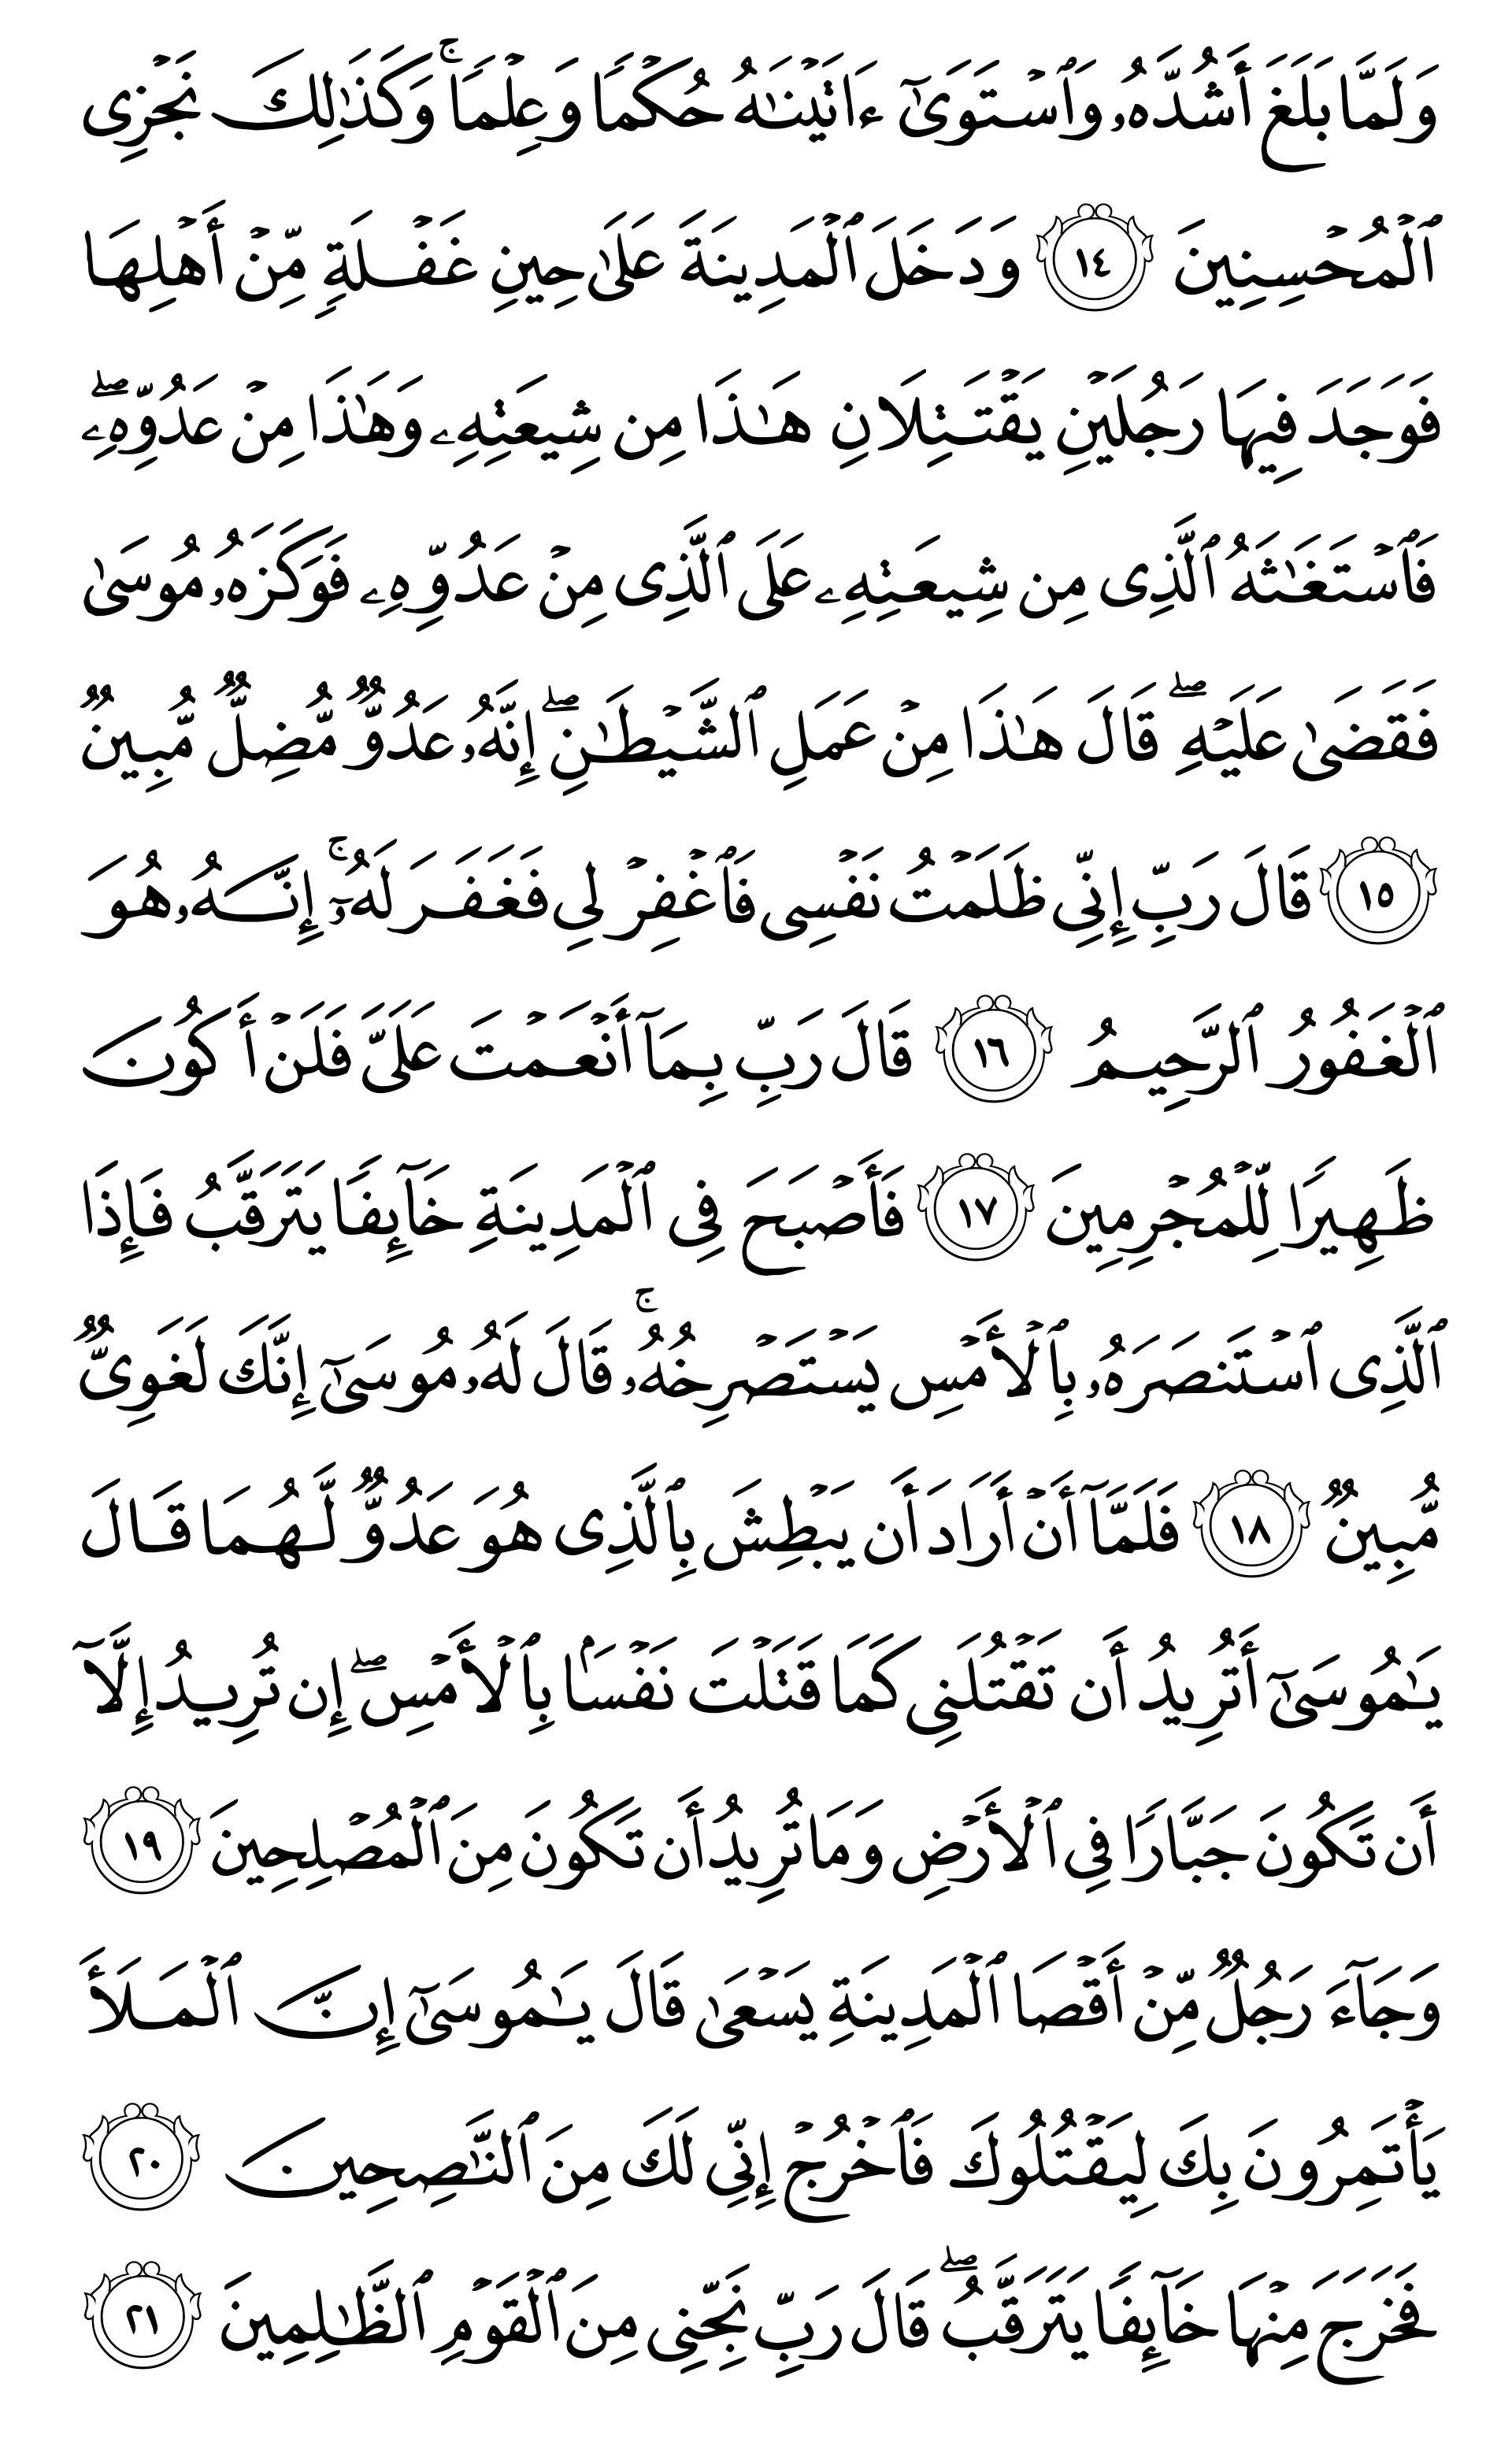 وَلَمَّا بَلَغَ أَشُدَّهُۥ وَٱسْتَوَىٰٓ ءَاتَيْنَٰهُ حُكْمًا وَعِلْمًا ۚ وَكَذَٰلِكَ نَجْزِى
ٱلْمُحْسِنِينَ ١٤ وَدَخَلَ ٱلْمَدِينَةَ عَلَىٰ حِينِ غَفْلَةٍ مِّنْ أَهْلِهَا
فَوَجَدَ فِيهَا رَجُلَيْنِ يَقْتَتِلَانِ هَٰذَا مِن شِيعَتِهِۦ وَهَٰذَا مِنْ عَدُوِّهِۦ ۖ
فَٱسْتَغَٰثَهُ ٱلَّذِى مِن شِيعَتِهِۦ عَلَى ٱلَّذِى مِنْ عَدُوِّهِۦ فَوَكَزَهُۥ مُوسَىٰ
فَقَضَىٰ عَلَيْهِ ۖ قَالَ هَٰذَا مِنْ عَمَلِ ٱلشَّيْطَٰنِ ۖ إِنَّهُۥ عَدُوٌّ مُّضِلٌّ مُّبِينٌ
١٥ قَالَ رَبِّ إِنِّى ظَلَمْتُ نَفْسِى فَٱغْفِرْ لِى فَغَفَرَ لَهُۥٓ ۚ إِنَّهُۥ هُوَ
ٱلْغَفُورُ ٱلرَّحِيمُ ١٦ قَالَ رَبِّ بِمَآ أَنْعَمْتَ عَلَىَّ فَلَنْ أَكُونَ
ظَهِيرًا لِّلْمُجْرِمِينَ ١٧ فَأَصْبَحَ فِى ٱلْمَدِينَةِ خَآئِفًا يَتَرَقَّبُ فَإِذَا
ٱلَّذِى ٱسْتَنصَرَهُۥ بِٱلْأَمْسِ يَسْتَصْرِخُهُۥ ۚ قَالَ لَهُۥ مُوسَىٰٓ إِنَّكَ لَغَوِىٌّ
مُّبِينٌ ١٨ فَلَمَّآ أَنْ أَرَادَ أَن يَبْطِشَ بِٱلَّذِى هُوَ عَدُوٌّ لَّهُمَا قَالَ
يَٰمُوسَىٰٓ أَتُرِيدُ أَن تَقْتُلَنِى كَمَا قَتَلْتَ نَفْسًۢا بِٱلْأَمْسِ ۖ إِن تُرِيدُ إِلَّآ
أَن تَكُونَ جَبَّارًا فِى ٱلْأَرْضِ وَمَا تُرِيدُ أَن تَكُونَ مِنَ ٱلْمُصْلِحِينَ ١٩
وَجَآءَ رَجُلٌ مِّنْ أَقْصَا ٱلْمَدِينَةِ يَسْعَىٰ قَالَ يَٰمُوسَىٰٓ إِنَّ ٱلْمَلَأَ
يَأْتَمِرُونَ بِكَ لِيَقْتُلُوكَ فَٱخْرُجْ إِنِّى لَكَ مِنَ ٱلنَّٰصِحِينَ ٢٠
فَخَرَجَ مِنْهَا خَآئِفًا يَتَرَقَّبُ ۖ قَالَ رَبِّ نَجِّنِى مِنَ ٱلْقَوْمِ ٱلظَّٰلِمِينَ ٢١